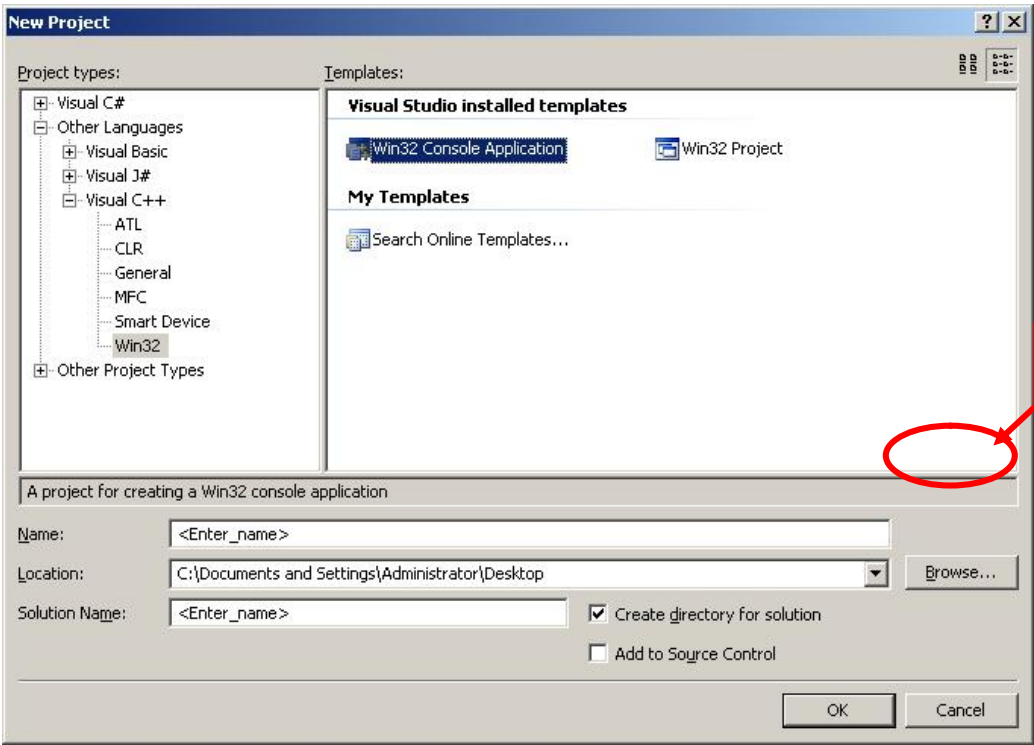 New Project
Project types:
Templates:
Visual C#
Other Languages
Visual Basic
Visual J#
Visual C++
ATL
CLR
General
MFC
Smart Device
Win32
Other Project Types
Visual Studio installed templates
Win32 Console Application
Win32 Project
My Templates
Search Online Templates...
A project for creating a Win32 console application
Name:
<Enter_name>
Location:
C:\Documents and Settings\Administrator\Desktop
Browse...
Solution Name:
<Enter_name>
Create directory for solution
Add to Source Control
OK
Cancel